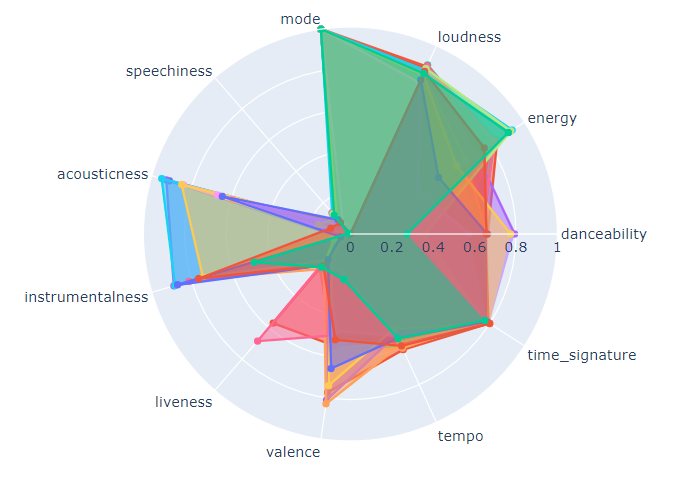 mode
loudness
speechiness
energy
acousticness
danceability
0 0.2 0.4 0.6 0.8 1
instrumentalness
time_signature
liveness
tempo
valence